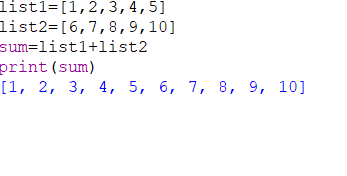 list1=[1,2,3,4,5]
list2=[6,7,8,9,10]
sum=list1+list2
print(sum)
[1, 2, 3, 4, 5, 6, 7, 8, 9, 10]